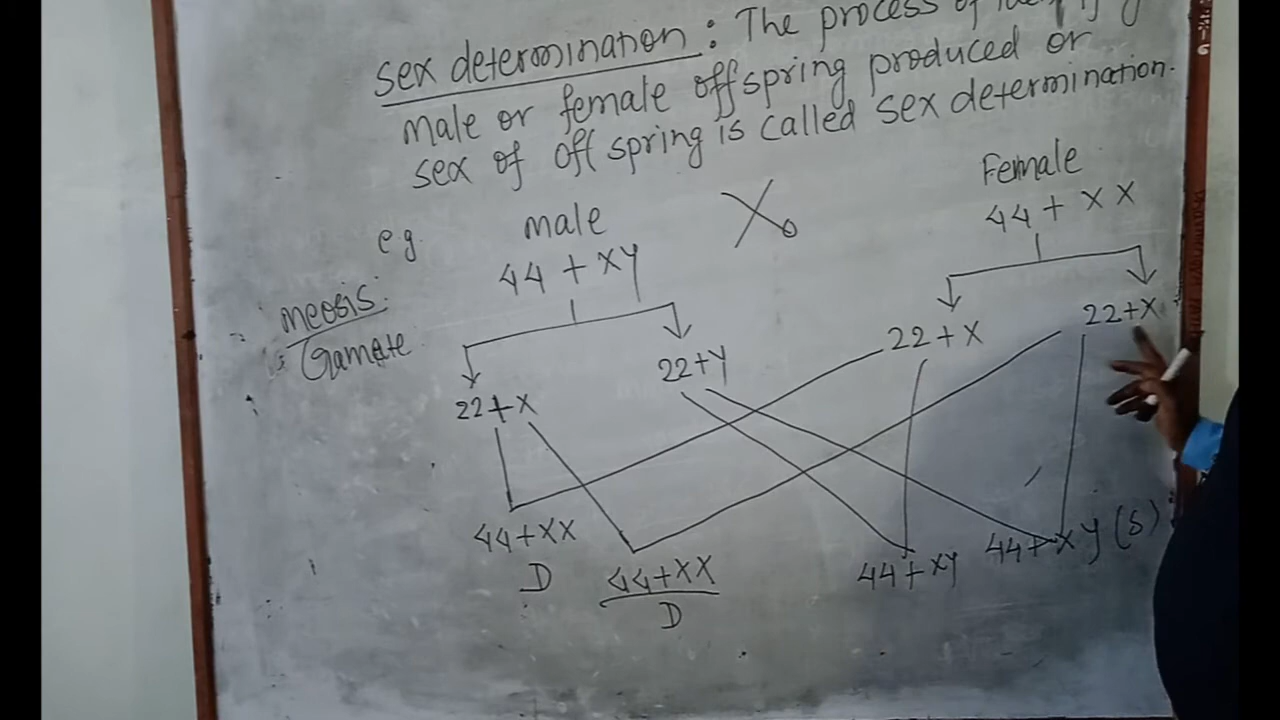 Sex determination : The process of
male or female offspring produced or
sex of off spring is called sex determination.
Female
e.g. male 44 + XX
44 + XY
meosis:
: Gamete
22+X 22+Y 22+X 22+X
44+XX 44+XX 44+XY 44+XY (S)
D D